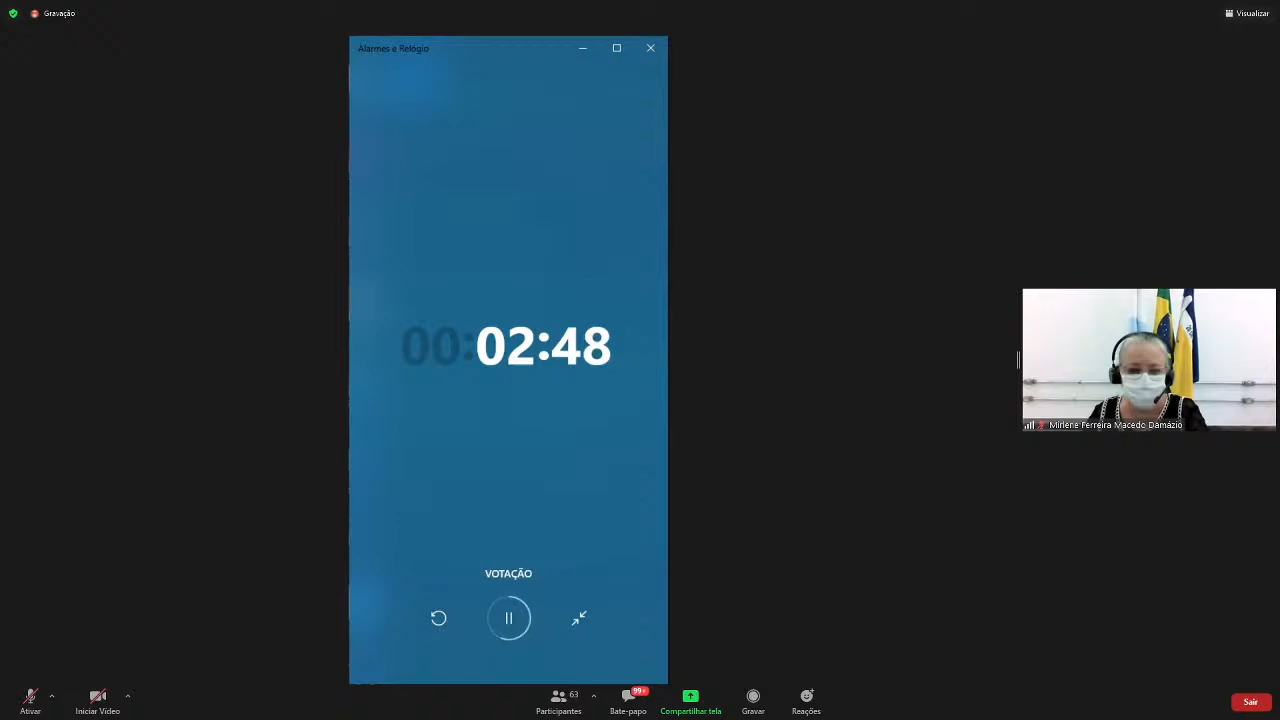 Gravação
Visualizar
Alarmes e Relógio
00:02:48
Mirlene Ferreira Macedo Damázio
VOTAÇÃO
Ativar
Iniciar Vídeo
63
Participantes
99+
Bate-papo
Compartilhar tela
Gravar
Reações
Sair